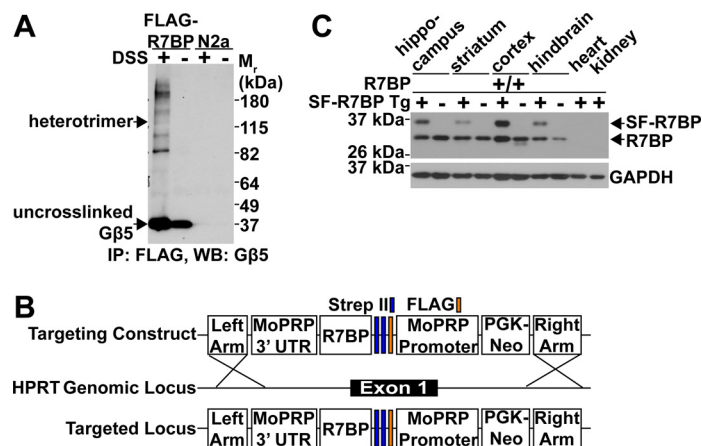 A
FLAG-
R7BP N2a
DSS + - + - Mr
(kDa)
180
heterotrimer
115
82
64
49
uncrosslinked
Gβ5
37
IP: FLAG, WB: Gβ5
C
hippo-
campus
striatum
cortex
hindbrain
heart
kidney
R7BP +/+
SF-R7BP Tg + - + - + - + - + +
37 kDa
SF-R7BP
R7BP
26 kDa
37 kDa
GAPDH
B
Strep II FLAG
Targeting Construct
Left Arm
MoPRP 3’ UTR
R7BP
MoPRP Promoter
PGK-Neo
Right Arm
HPRT Genomic Locus
Exon 1
Targeted Locus
Left Arm
MoPRP 3’ UTR
R7BP
MoPRP Promoter
PGK-Neo
Right Arm